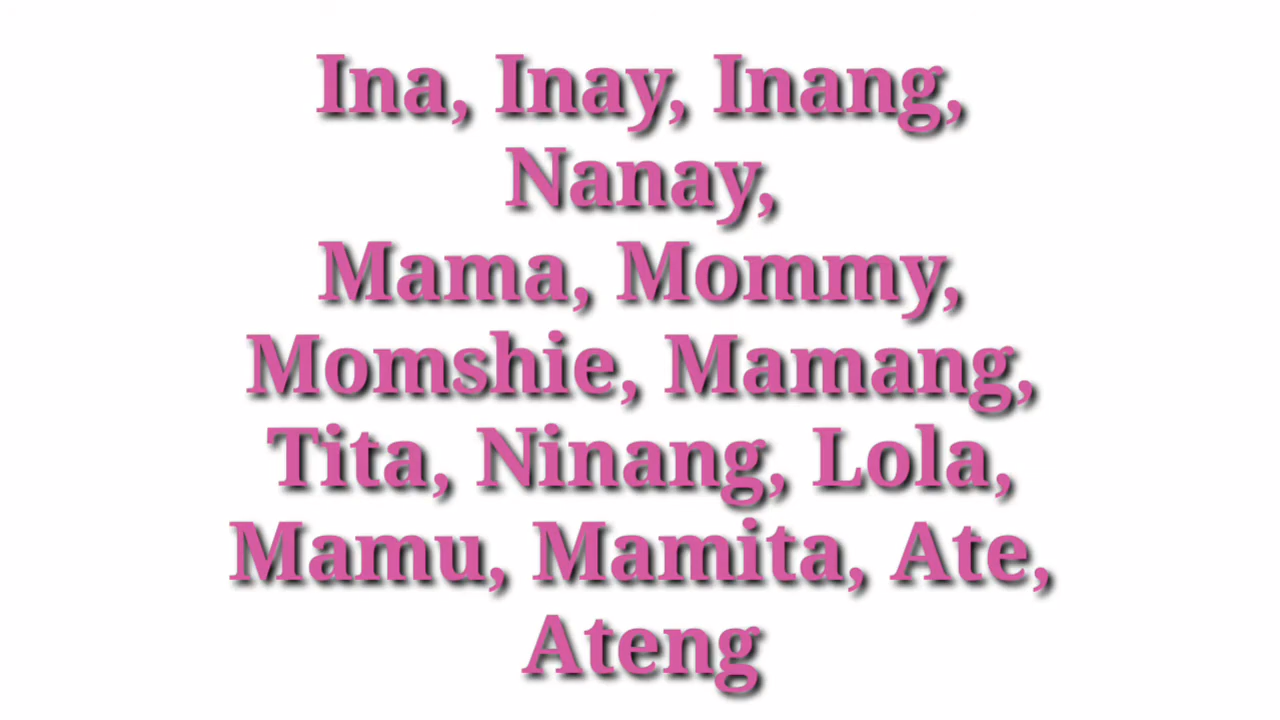 Ina, Inay, Inang,
Nanay,
Mama, Mommy,
Momshie, Mamang,
Tita, Ninang, Lola,
Mamu, Mamita, Ate,
Ateng